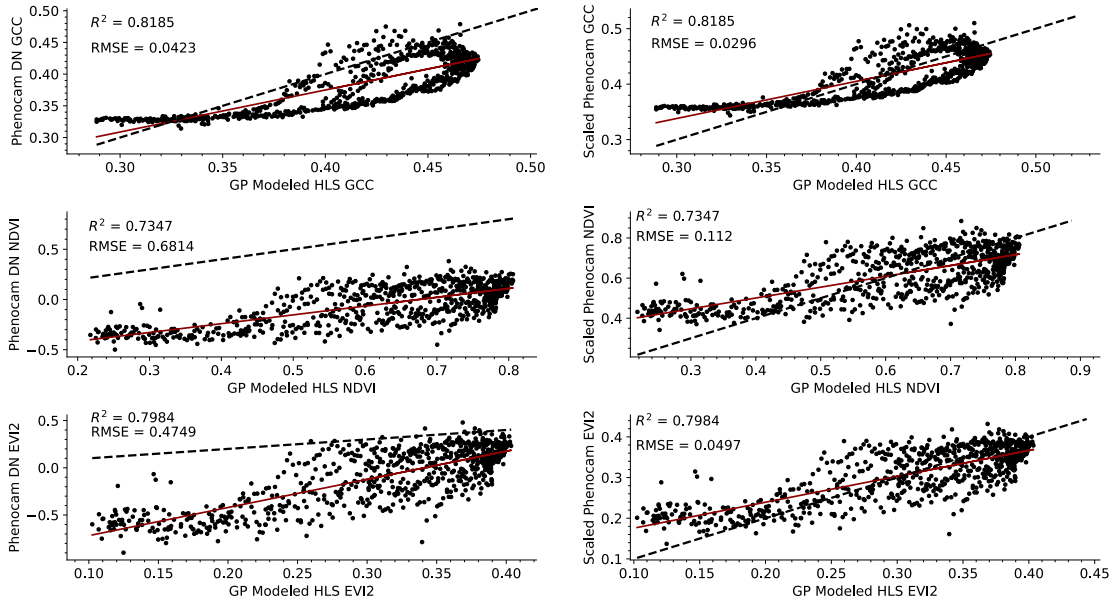 R² = 0.8185
RMSE = 0.0423
Phenocam DN GCC
0.45
0.40
0.35
0.30
0.30
0.35
0.40
0.45
0.50
GP Modeled HLS GCC
R² = 0.8185
RMSE = 0.0296
Scaled Phenocam GCC
0.5
0.4
0.3
0.30
0.35
0.40
0.45
0.50
GP Modeled HLS GCC
R² = 0.7347
RMSE = 0.6814
Phenocam DN NDVI
0.5
0.0
−0.5
0.2
0.3
0.4
0.5
0.6
0.7
0.8
GP Modeled HLS NDVI
R² = 0.7347
RMSE = 0.112
Scaled Phenocam NDVI
0.8
0.6
0.4
0.3
0.4
0.5
0.6
0.7
0.8
0.9
GP Modeled HLS NDVI
R² = 0.7984
RMSE = 0.4749
Phenocam DN EVI2
0.5
0.0
−0.5
0.10
0.15
0.20
0.25
0.30
0.35
0.40
GP Modeled HLS EVI2
R² = 0.7984
RMSE = 0.0497
Scaled Phenocam EVI2
0.4
0.3
0.2
0.1
0.10
0.15
0.20
0.25
0.30
0.35
0.40
0.45
GP Modeled HLS EVI2